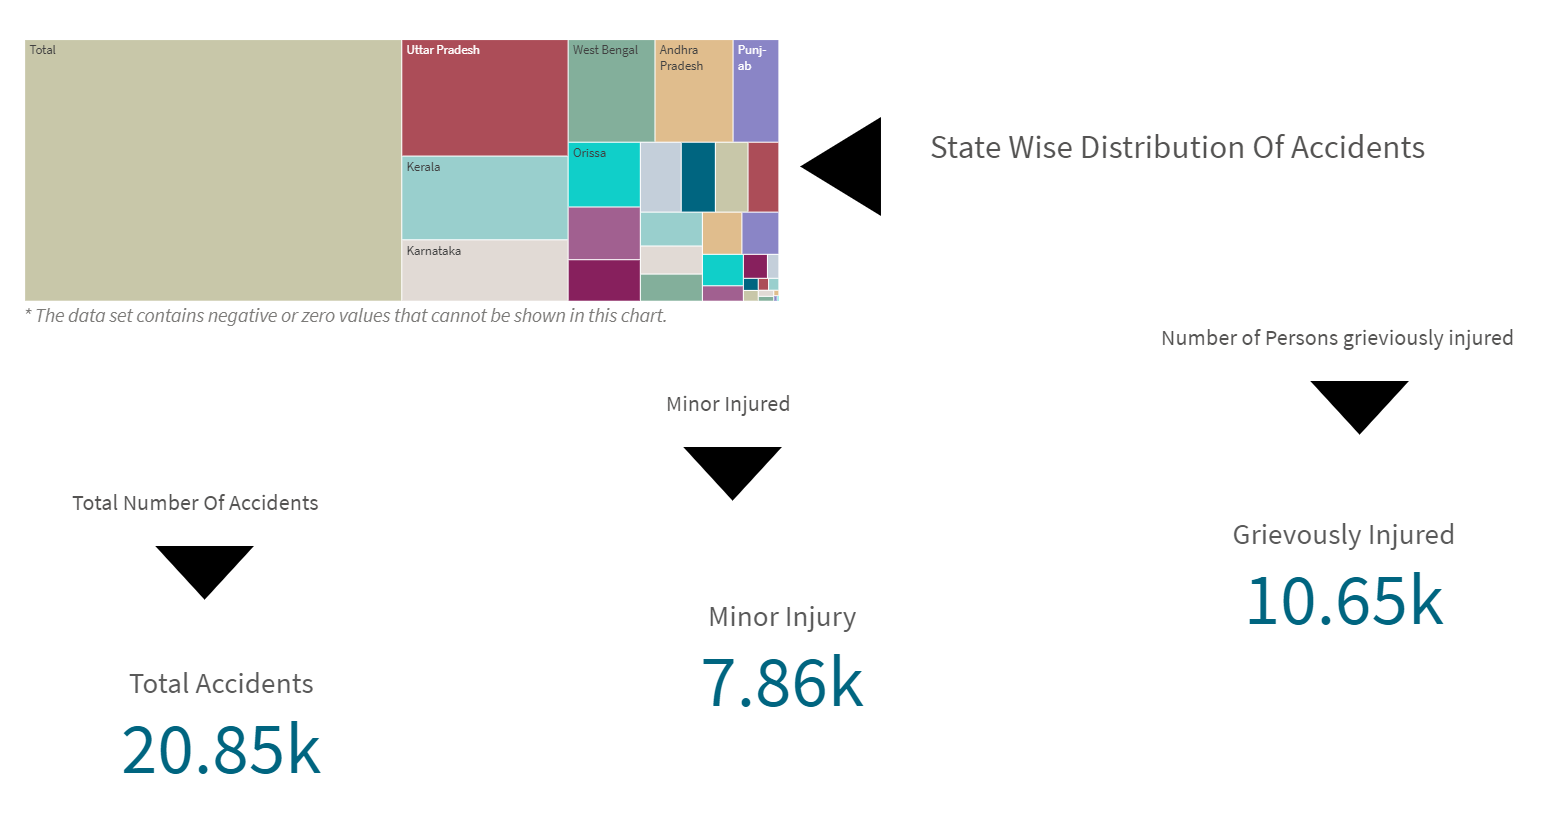 Total
Uttar Pradesh
West Bengal
Andhra
Pradesh
Punj-
ab
Kerala
Orissa
Karnataka
* The data set contains negative or zero values that cannot be shown in this chart.
State Wise Distribution Of Accidents
Number of Persons grieviously injured
Minor Injured
Total Number Of Accidents
Grievously Injured
10.65k
Minor Injury
7.86k
Total Accidents
20.85k